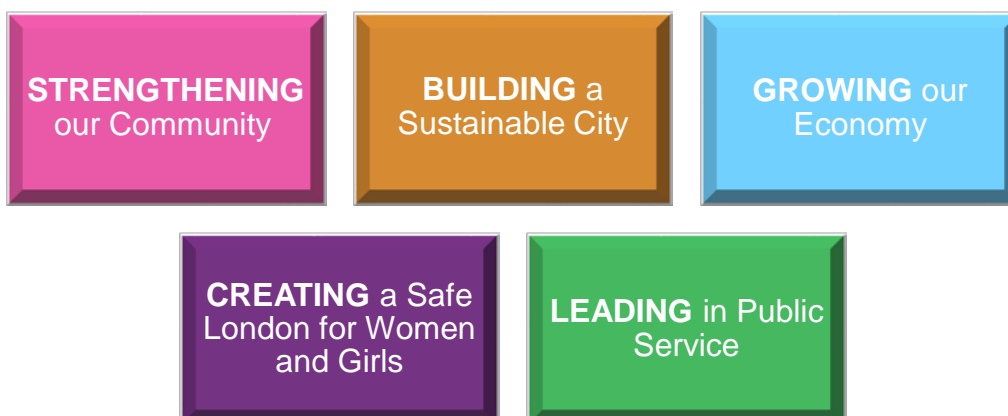 STRENGTHENING
our Community
BUILDING a
Sustainable City
GROWING our
Economy
CREATING a Safe
London for Women
and Girls
LEADING in Public
Service